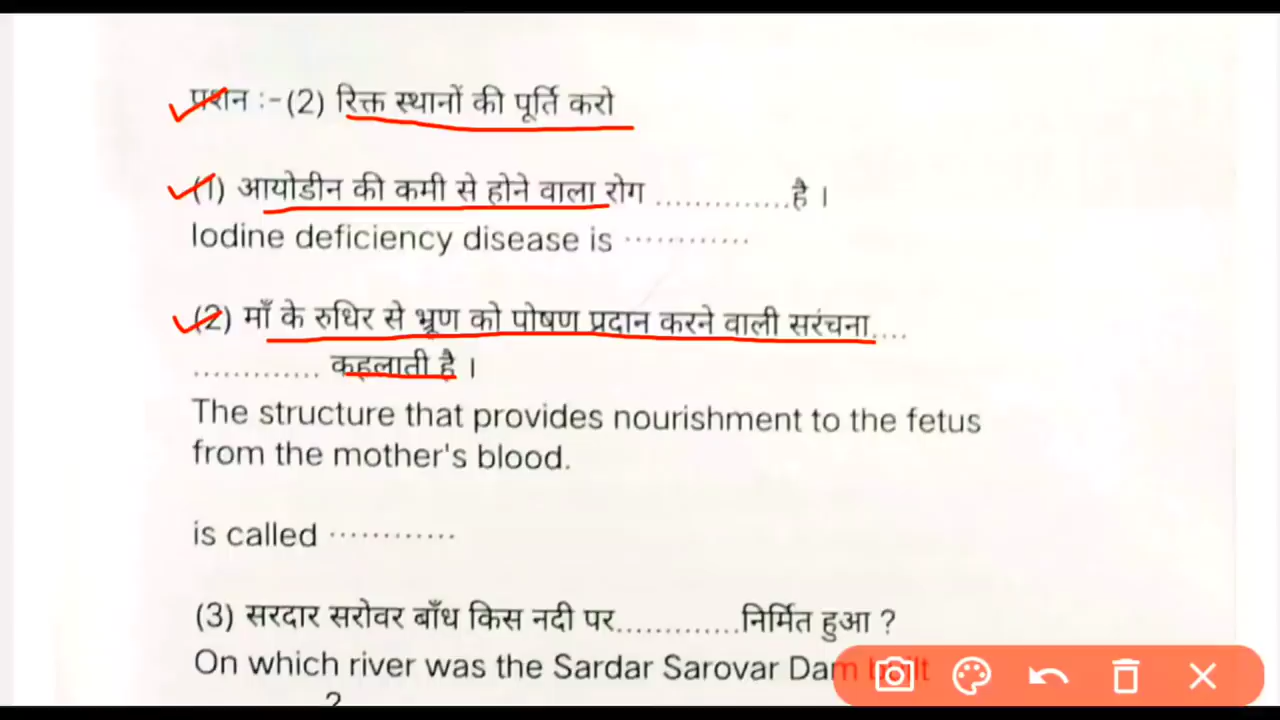 प्रशन :-(2) रिक्त स्थानों की पूर्ति करो
(1) आयोडीन की कमी से होने वाला रोग ..............है ।
Iodine deficiency disease is ············
(2) माँ के रुधिर से भ्रूण को पोषण प्रदान करने वाली सरंचना....
............. कहलाती है ।
The structure that provides nourishment to the fetus
from the mother's blood.
is called ············
(3) सरदार सरोवर बाँध किस नदी पर.............निर्मित हुआ ?
On which river was the Sardar Sarovar Dam built
?